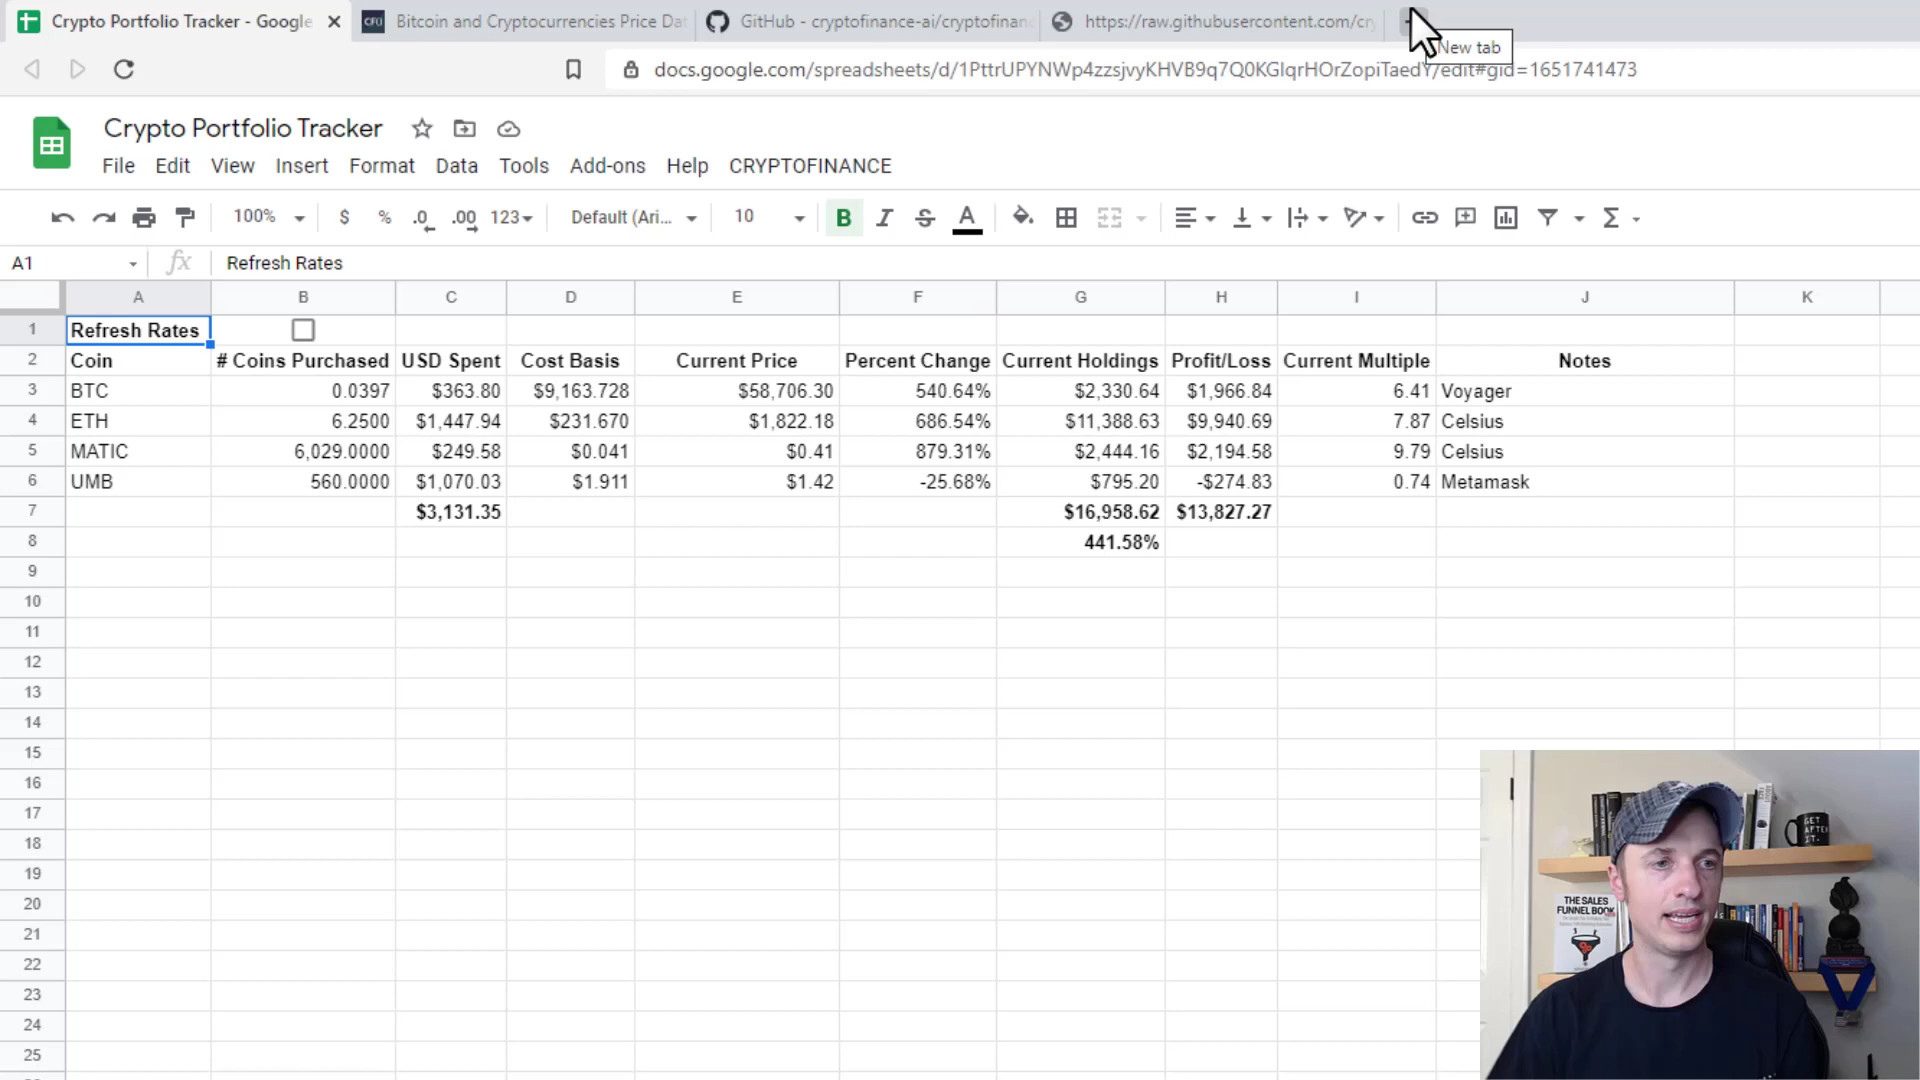 Crypto Portfolio Tracker - Google
Bitcoin and Cryptocurrencies Price Da
GitHub - cryptofinance-ai/cryptofinan
https://raw.githubusercontent.com/cry
New tab
docs.google.com/spreadsheets/d/1PttrUPYNWp4zzsjvyKHVB9q7Q0KGlqrHOrZopiTaedY/edit#gid=1651741473
Crypto Portfolio Tracker
File Edit View Insert Format Data Tools Add-ons Help CRYPTOFINANCE
100% $ % .0 .00 123 Default (Ari... 10 B I S A
A1 fx Refresh Rates
A B C D E F G H I J K
1 Refresh Rates
2 Coin # Coins Purchased USD Spent Cost Basis Current Price Percent Change Current Holdings Profit/Loss Current Multiple Notes
3 BTC 0.0397 $363.80 $9,163.728 $58,706.30 540.64% $2,330.64 $1,966.84 6.41 Voyager
4 ETH 6.2500 $1,447.94 $231.670 $1,822.18 686.54% $11,388.63 $9,940.69 7.87 Celsius
5 MATIC 6,029.0000 $249.58 $0.041 $0.41 879.31% $2,444.16 $2,194.58 9.79 Celsius
6 UMB 560.0000 $1,070.03 $1.911 $1.42 -25.68% $795.20 -$274.83 0.74 Metamask
7 $3,131.35 $16,958.62 $13,827.27
8 441.58%
9
10
11
12
13
14
15
16
17
18
19
20
21
22
23
24
25
GET
AFTER
IT.
THE SALES
FUNNEL BOOK